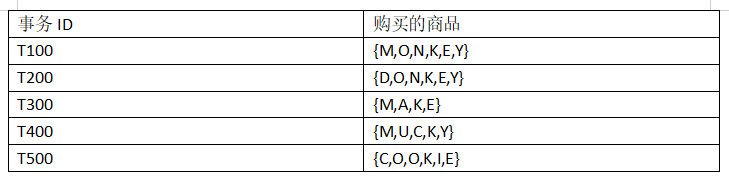 事务 ID 购买的商品
T100 {M,O,N,K,E,Y}
T200 {D,O,N,K,E,Y}
T300 {M,A,K,E}
T400 {M,U,C,K,Y}
T500 {C,O,O,K,I,E}